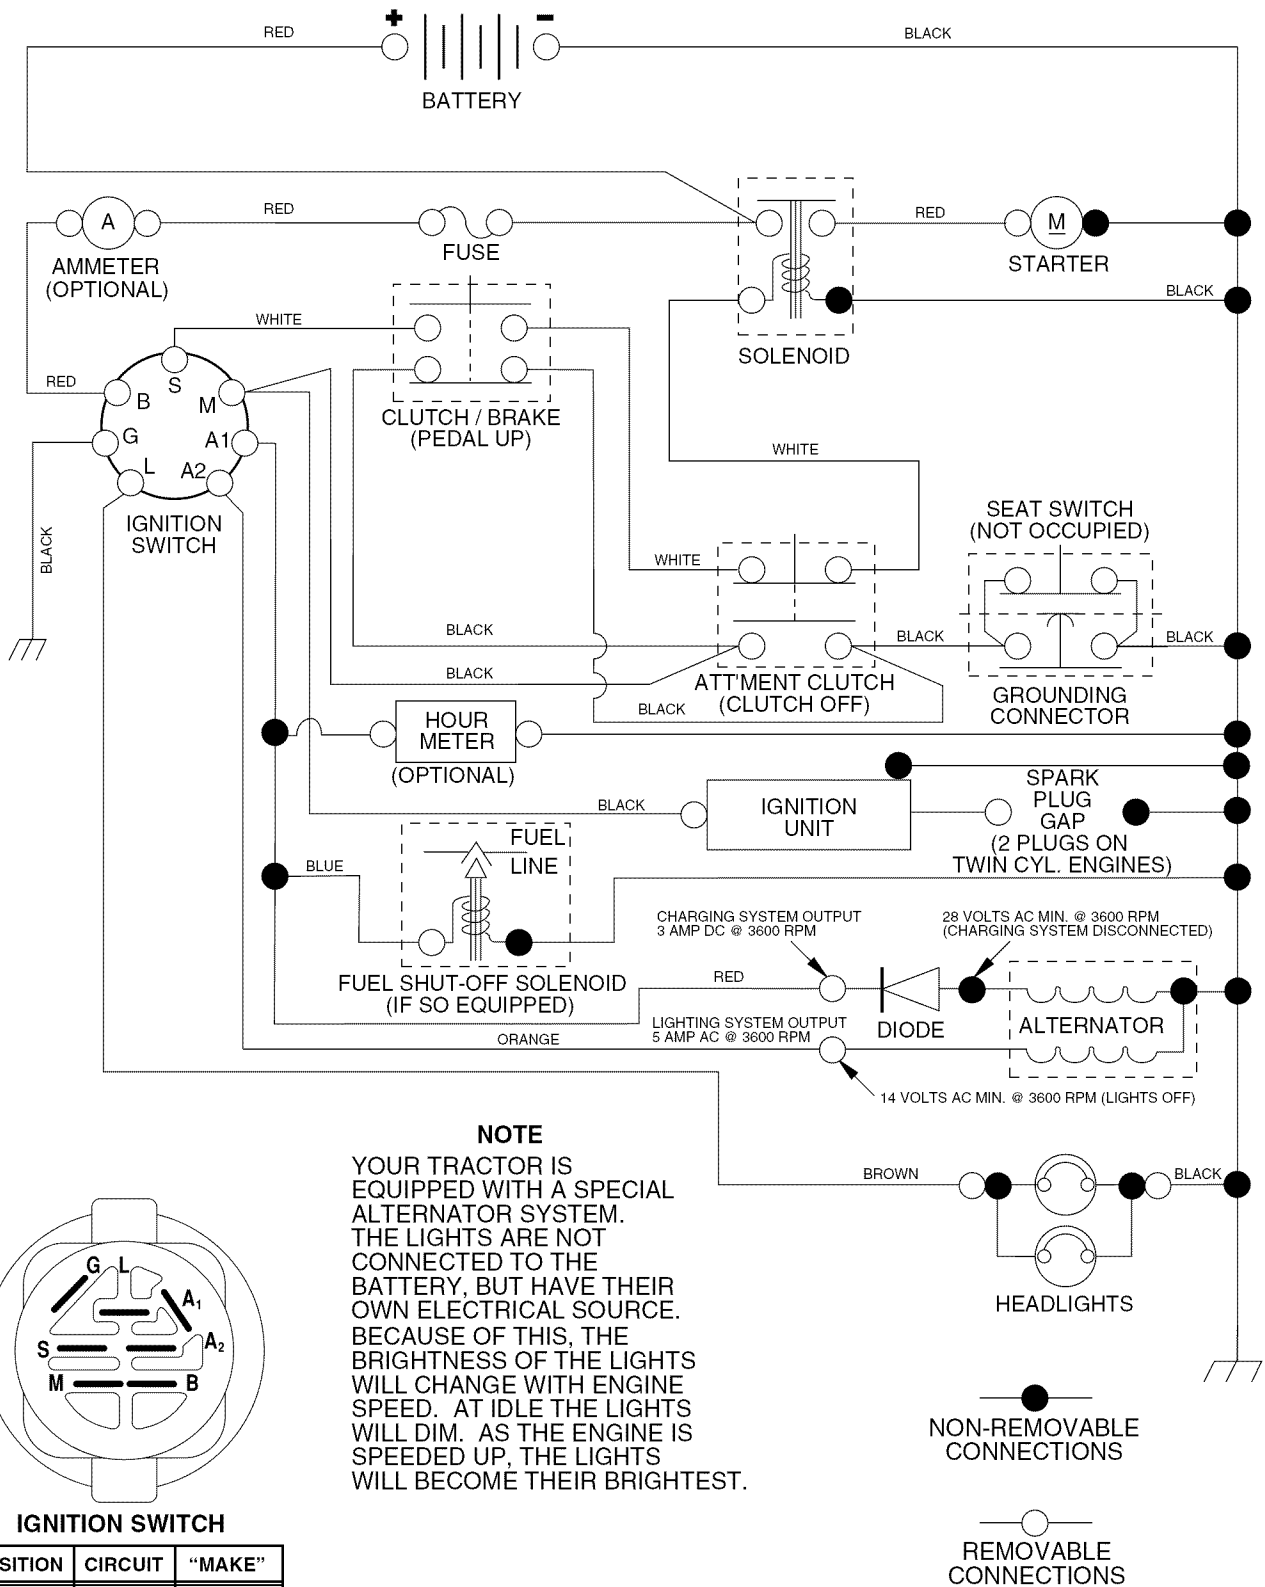 + -
RED
BLACK
BATTERY
A
RED
FUSE
RED
M
STARTER
AMMETER
(OPTIONAL)
BLACK
WHITE
SOLENOID
RED
S
B
M
G
A1
L
A2
CLUTCH / BRAKE
(PEDAL UP)
WHITE
IGNITION
SWITCH
BLACK
SEAT SWITCH
(NOT OCCUPIED)
WHITE
BLACK
BLACK
BLACK
BLACK
ATT'MENT CLUTCH
(CLUTCH OFF)
BLACK
GROUNDING
CONNECTOR
HOUR
METER
(OPTIONAL)
BLACK
IGNITION
UNIT
SPARK
PLUG
GAP
(2 PLUGS ON
TWIN CYL. ENGINES)
FUEL
LINE
BLUE
FUEL SHUT-OFF SOLENOID
(IF SO EQUIPPED)
CHARGING SYSTEM OUTPUT
3 AMP DC @ 3600 RPM
28 VOLTS AC MIN. @ 3600 RPM
(CHARGING SYSTEM DISCONNECTED)
RED
DIODE
ALTERNATOR
LIGHTING SYSTEM OUTPUT
5 AMP AC @ 3600 RPM
ORANGE
14 VOLTS AC MIN. @ 3600 RPM (LIGHTS OFF)
NOTE
YOUR TRACTOR IS
EQUIPPED WITH A SPECIAL
ALTERNATOR SYSTEM.
THE LIGHTS ARE NOT
CONNECTED TO THE
BATTERY, BUT HAVE THEIR
OWN ELECTRICAL SOURCE.
BECAUSE OF THIS, THE
BRIGHTNESS OF THE LIGHTS
WILL CHANGE WITH ENGINE
SPEED. AT IDLE THE LIGHTS
WILL DIM. AS THE ENGINE IS
SPEEDED UP, THE LIGHTS
WILL BECOME THEIR BRIGHTEST.
BROWN
BLACK
HEADLIGHTS
G L
A1
S
A2
M
B
IGNITION SWITCH
SITION CIRCUIT “MAKE”
NON-REMOVABLE
CONNECTIONS
REMOVABLE
CONNECTIONS